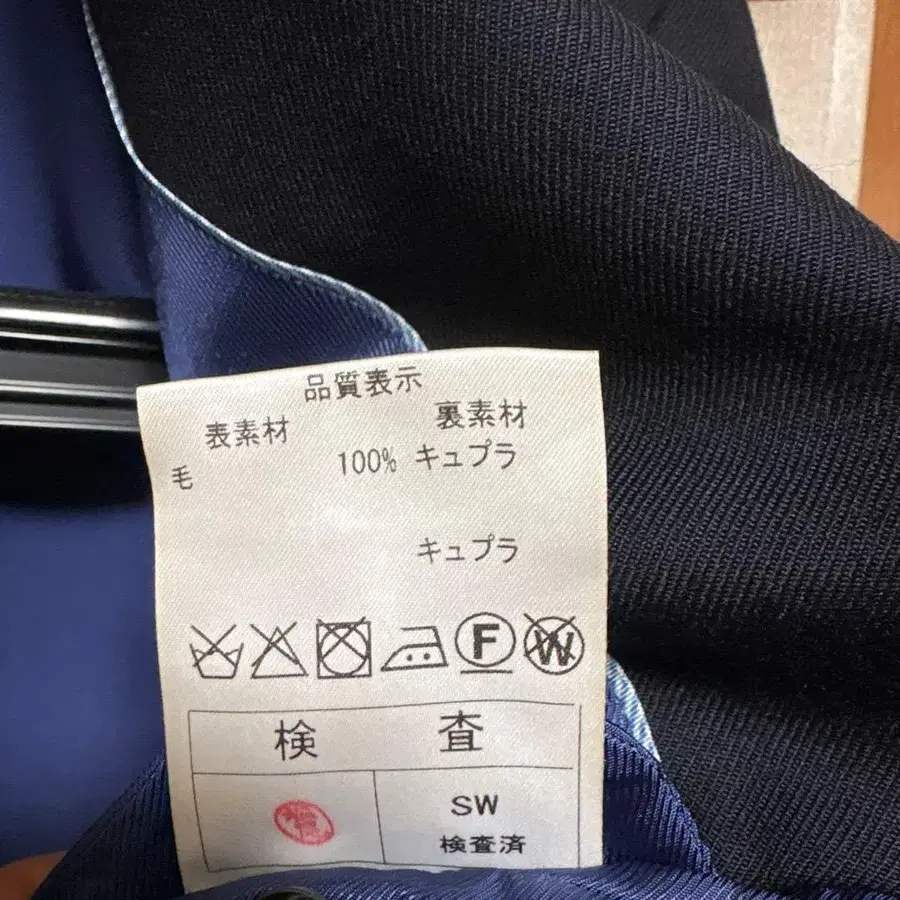 品質表示
表素材 裏素材
毛 100% キュプラ
キュプラ
F W
検査
SW
検査済